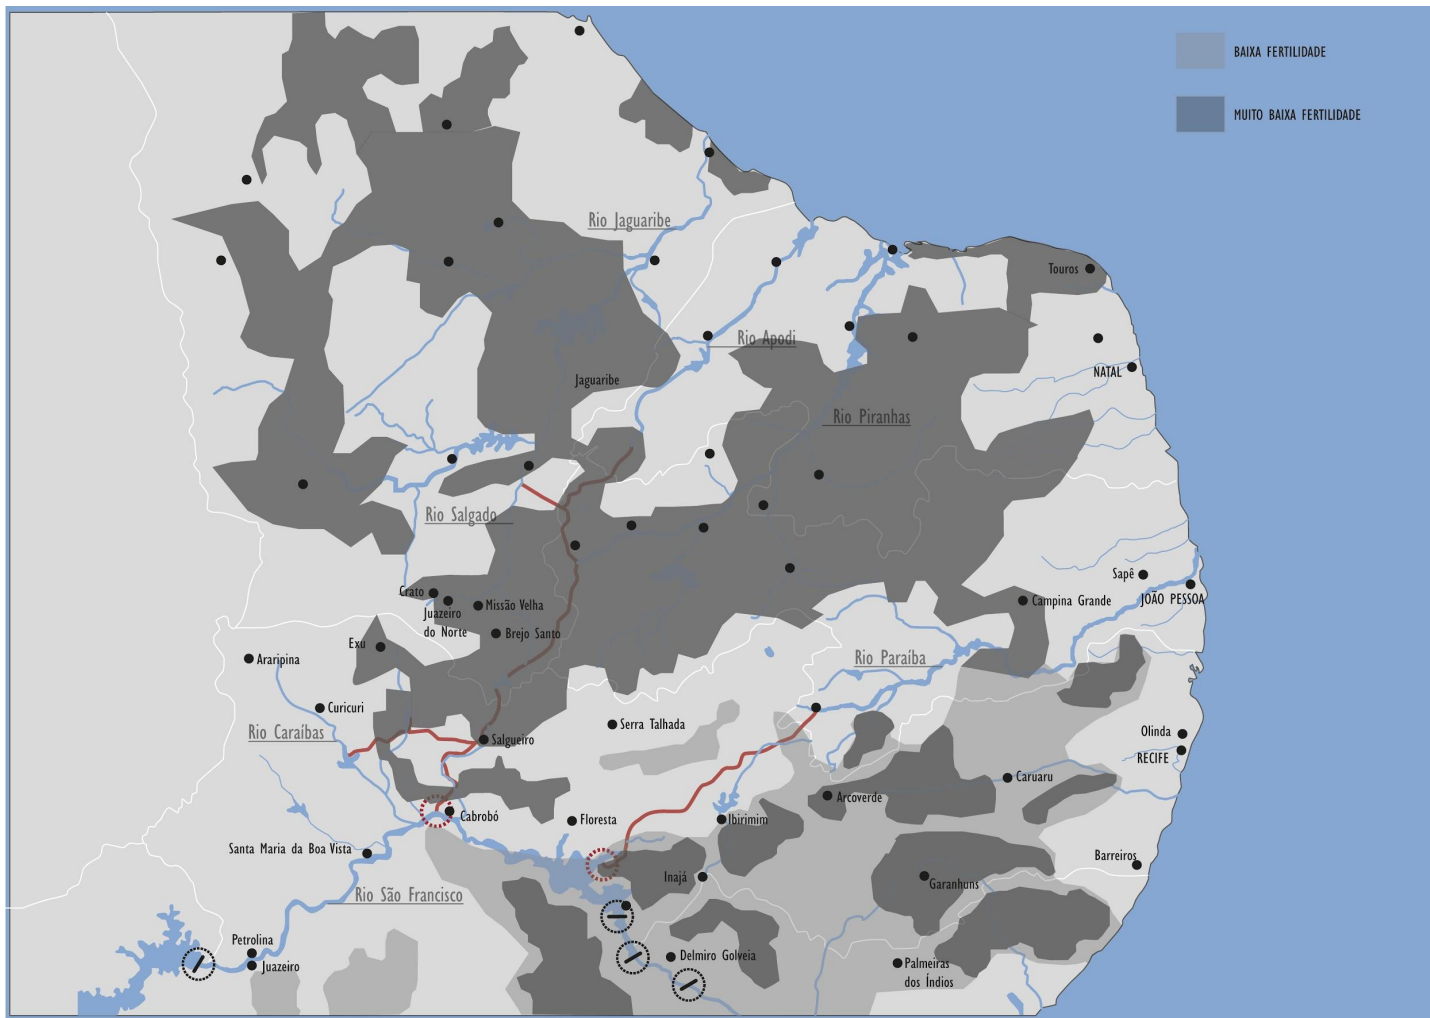 BAIXA FERTILIDADE
MUITO BAIXA FERTILIDADE
Rio Jaguaribe
Touros
Rio Apodi
NATAL
Jaguaribe
Rio Piranhas
Rio Salgado
Sapê
Crato
Juazeiro
do Norte
Missão Velha
Campina Grande
JOÃO PESSOA
Brejo Santo
Exu
Araripina
Rio Paraíba
Curicuri
Serra Talhada
Rio Caraíbas
Salgueiro
Olinda
RECIFE
Caruaru
Arcoverde
Cabrobó
Floresta
Ibirimim
Santa Maria da Boa Vista
Barreiros
Inajá
Garanhuns
Rio São Francisco
Petrolina
Juazeiro
Delmiro Golveia
Palmeiras
dos Índios